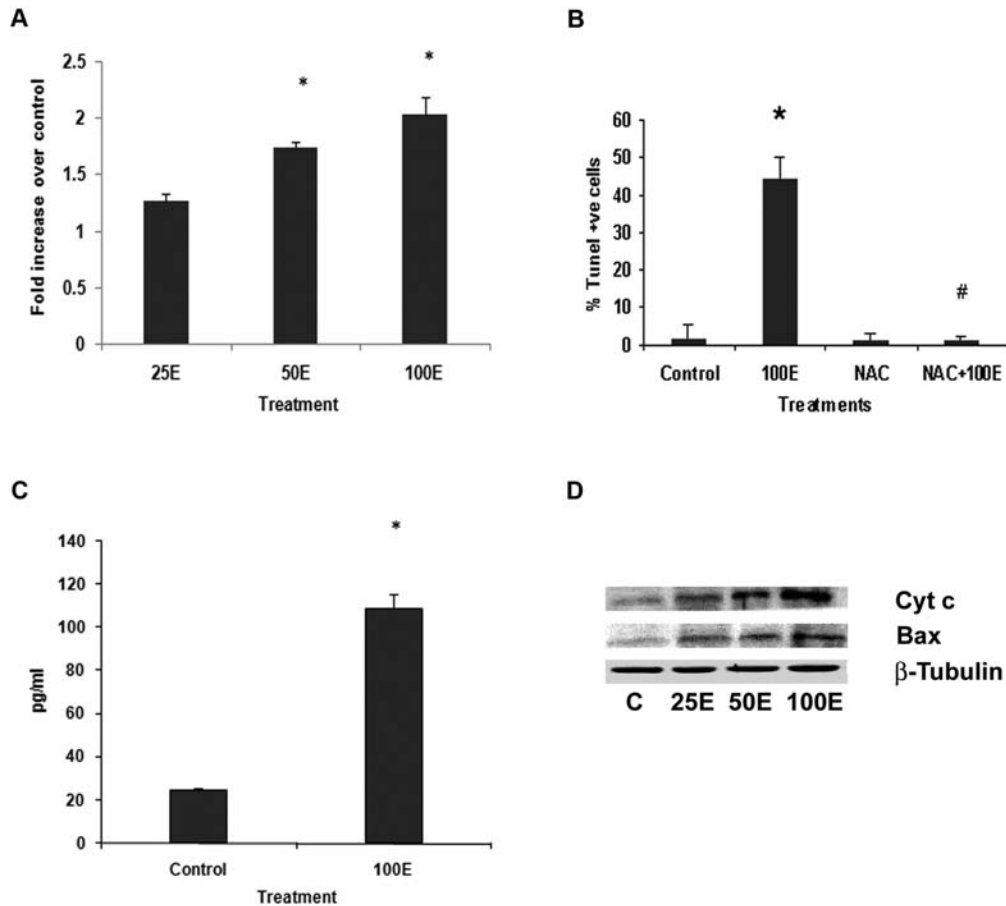 A
Fold increase over control
2.5
2
1.5
1
0.5
0
*
*
25E 50E 100E
Treatment
B
% Tunel +ve cells
60
50
40
30
20
10
0
*
#
Control 100E NAC NAC+100E
Treatments
C
pg/ml
140
120
100
80
60
40
20
0
*
Control 100E
Treatment
D
Cyt c
Bax
β-Tubulin
C 25E 50E 100E